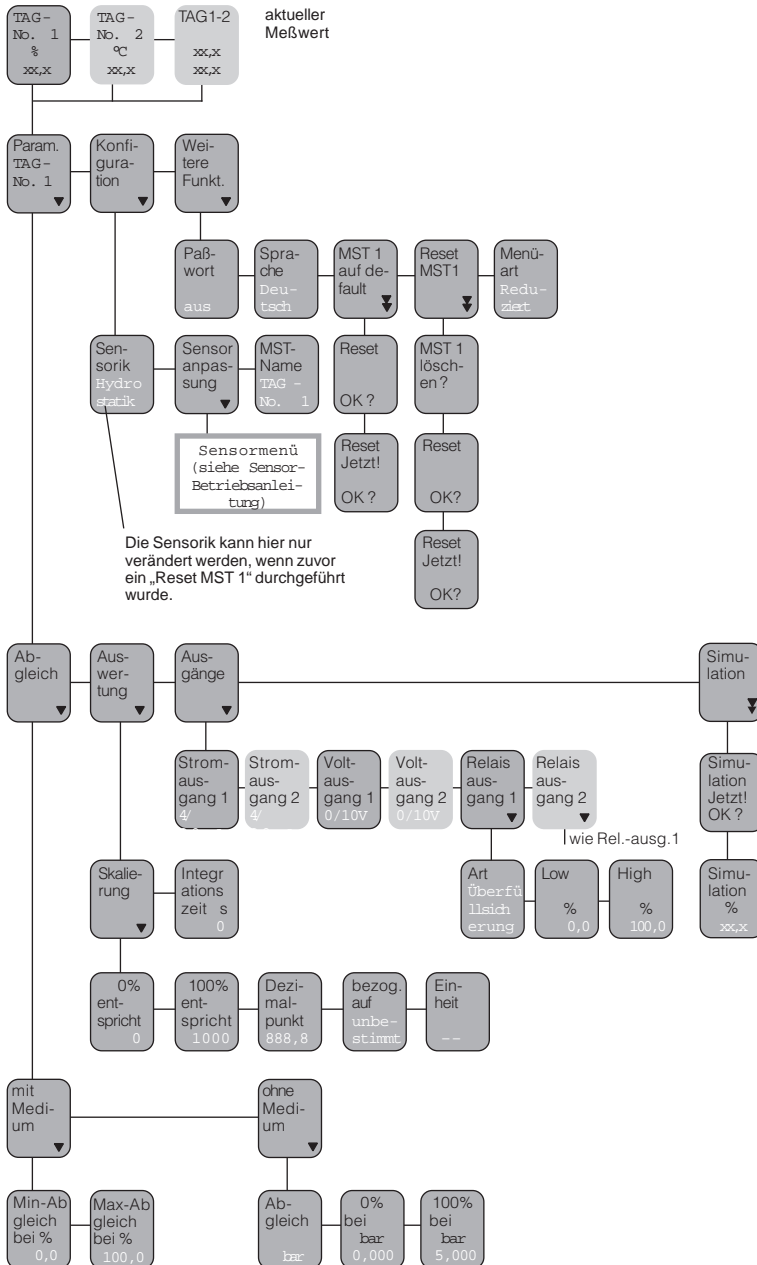 TAG-
No. 1
%
xx,x
TAG-
No. 2
°C
xx,x
TAG1-2
xx,x
xx,x
aktueller
Meßwert
Param.
TAG-
No. 1
Konfi-
gura-
tion
Wei-
tere
Funkt.
Paß-
wort
aus
Spra-
che
Deu-
tsch
MST 1
auf de-
fault
Reset
MST1
Menü-
art
Redu-
ziert
Sen-
sorik
Hydro
statik
Sensor
anpas-
sung
MST-
Name
TAG -
No. 1
Reset
OK ?
MST 1
lösch-
en ?
Sensormenü
(siehe Sensor-
Betriebsanlei-
tung)
Reset
Jetzt!
OK ?
Reset
OK?
Die Sensorik kann hier nur
verändert werden, wenn zuvor
ein „Reset MST 1“ durchgeführt
wurde.
Reset
Jetzt!
OK?
Ab-
gleich
Aus-
wer-
tung
Aus-
gänge
Simu-
lation
Strom-
aus-
gang 1
4/
Strom-
aus-
gang 2
4/
Volt-
aus-
gang 1
0/10V
Volt-
aus-
gang 2
0/10V
Relais
aus-
gang 1
Relais
aus-
gang 2
Simu-
lation
Jetzt!
OK ?
wie Rel.-ausg.1
Skalie-
rung
Integr
ations
zeit s
0
Art
Überfü
llsich
erung
Low
%
0,0
High
%
100,0
Simu-
lation
%
xx,x
0%
ent-
spricht
0
100%
ent-
spricht
1000
Dezi-
mal-
punkt
888,8
bezog.
auf
unbe-
stimmt
Ein-
heit
--
mit
Medi-
um
ohne
Medi-
um
Min-Ab
gleich
bei %
0,0
Max-Ab
gleich
bei %
100,0
Ab-
gleich
bar
0%
bei
bar
0,000
100%
bei
bar
5,000